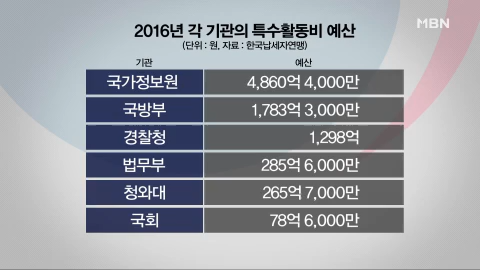 MBN
2016년 각 기관의 특수활동비 예산
(단위 : 원, 자료 : 한국납세자연맹)
기관 예산
국가정보원 4,860억 4,000만
국방부 1,783억 3,000만
경찰청 1,298억
법무부 285억 6,000만
청와대 265억 7,000만
국회 78억 6,000만